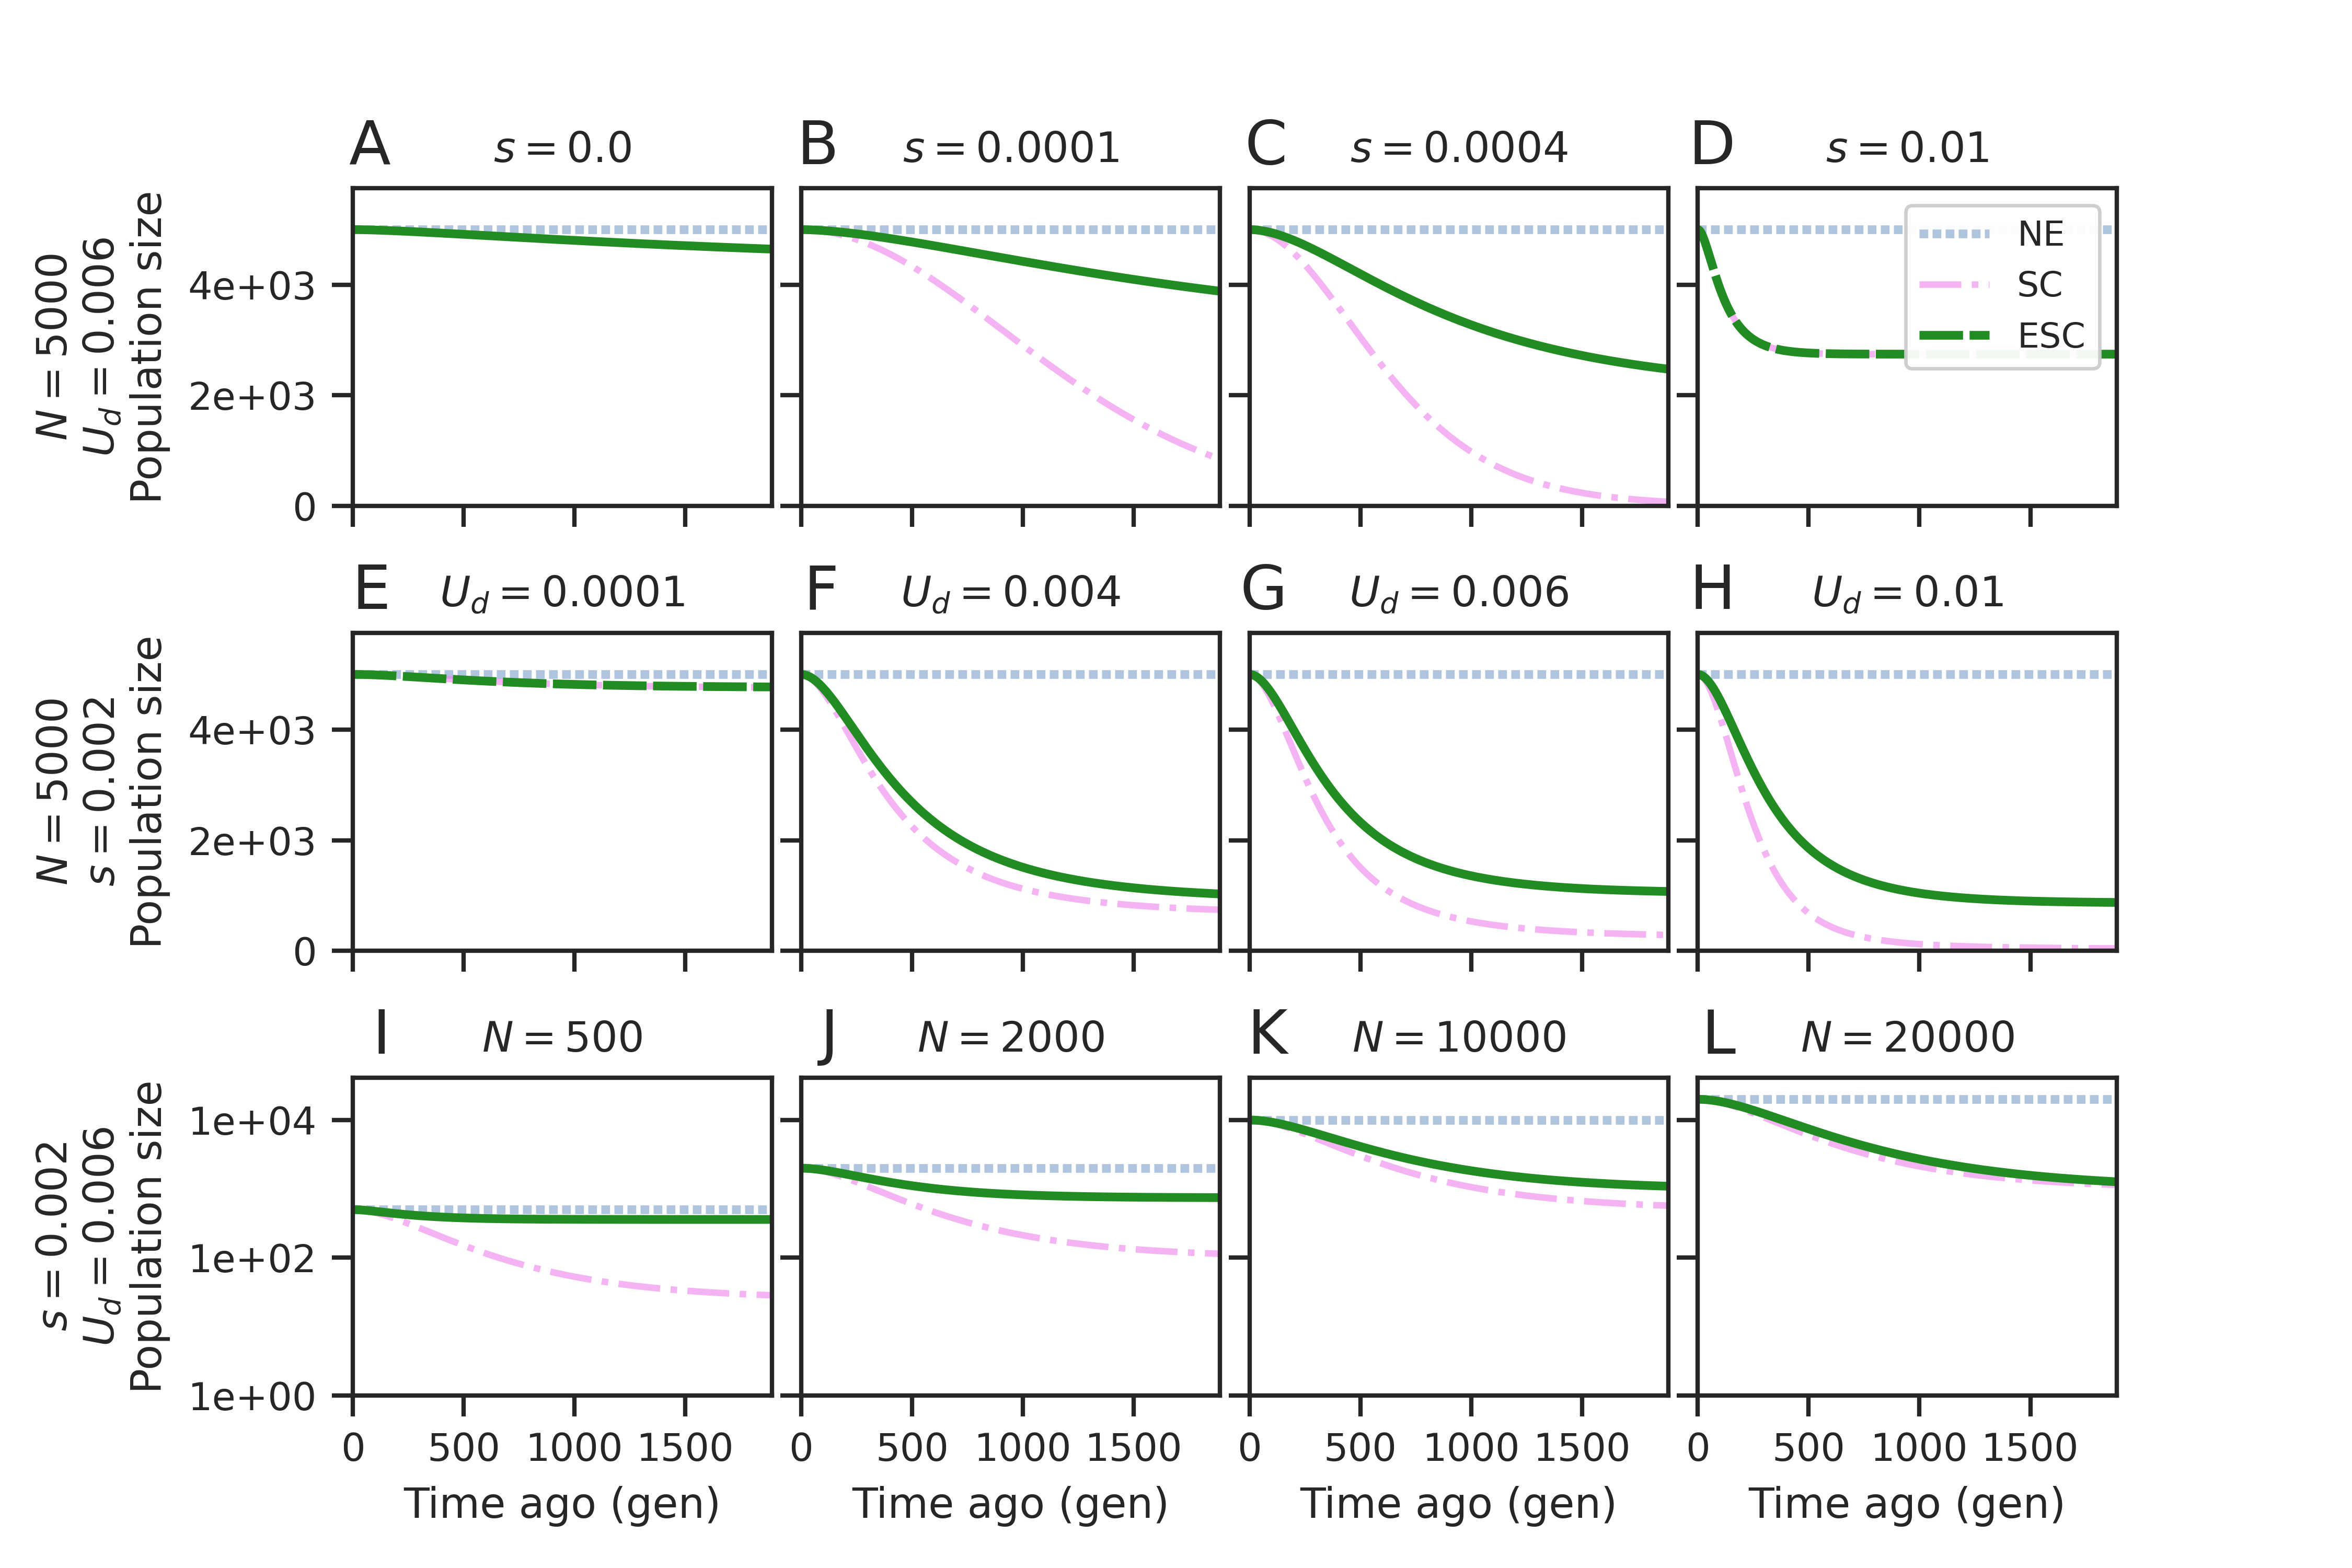 A s = 0.0
B s = 0.0001
C s = 0.0004
D s = 0.01
N = 5000
U_d = 0.006
Population size
4e+03
2e+03
0
NE
SC
ESC
E U_d = 0.0001
F U_d = 0.004
G U_d = 0.006
H U_d = 0.01
N = 5000
s = 0.002
Population size
4e+03
2e+03
0
I N = 500
J N = 2000
K N = 10000
L N = 20000
s = 0.002
U_d = 0.006
Population size
1e+04
1e+02
1e+00
0 500 1000 1500
0 500 1000 1500
0 500 1000 1500
0 500 1000 1500
Time ago (gen)
Time ago (gen)
Time ago (gen)
Time ago (gen)